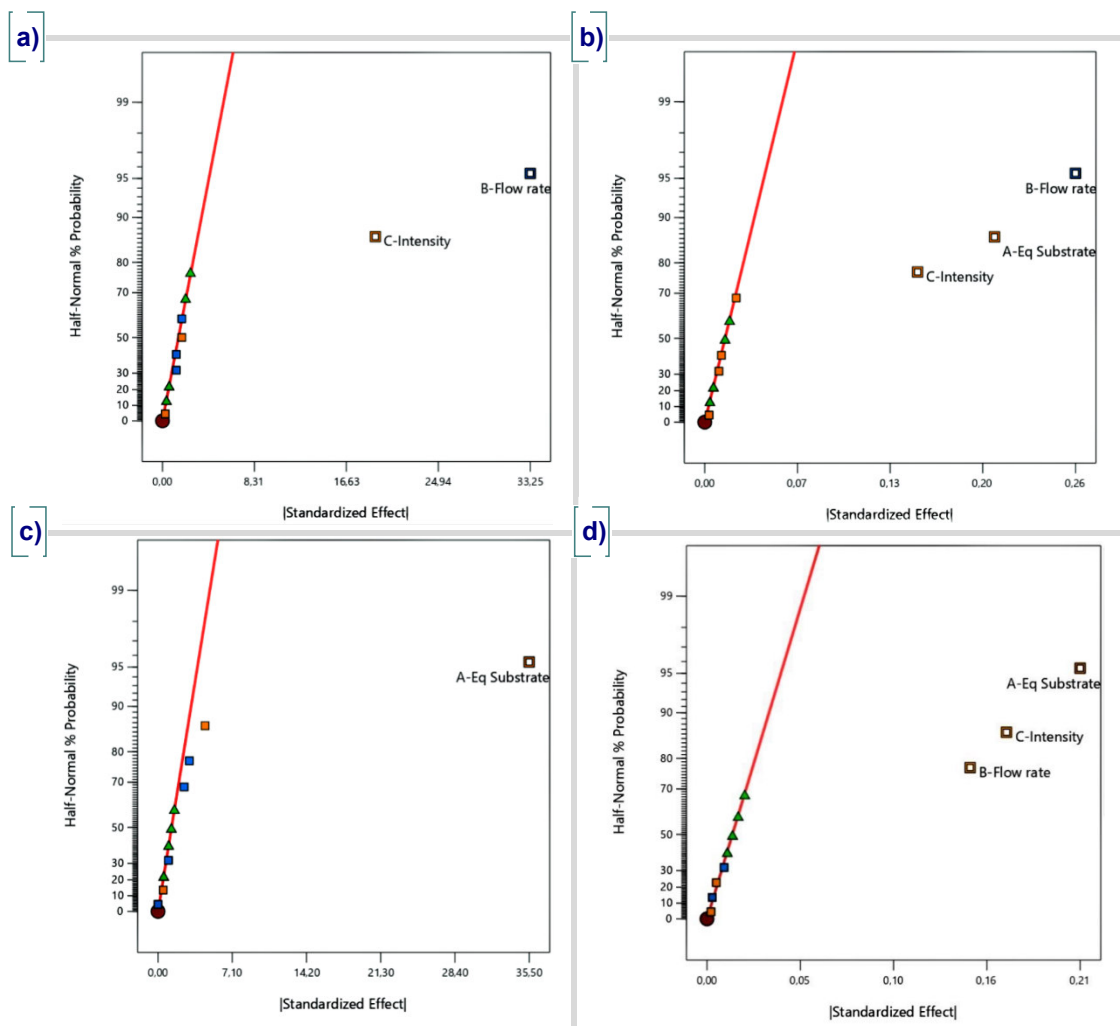 a)
Half-Normal % Probability
99
95
90
80
70
50
30
20
10
0
B-Flow rate
C-Intensity
0,00 8,31 16,63 24,94 33,25
|Standardized Effect|
b)
Half-Normal % Probability
99
95
90
80
70
50
30
20
10
0
B-Flow rate
A-Eq Substrate
C-Intensity
0,00 0,07 0,13 0,20 0,26
|Standardized Effect|
c)
Half-Normal % Probability
99
95
90
80
70
50
30
20
10
0
A-Eq Substrate
0,00 7,10 14,20 21,30 28,40 35,50
|Standardized Effect|
d)
Half-Normal % Probability
99
95
90
80
70
50
30
20
10
0
A-Eq Substrate
C-Intensity
B-Flow rate
0,00 0,05 0,10 0,16 0,21
|Standardized Effect|